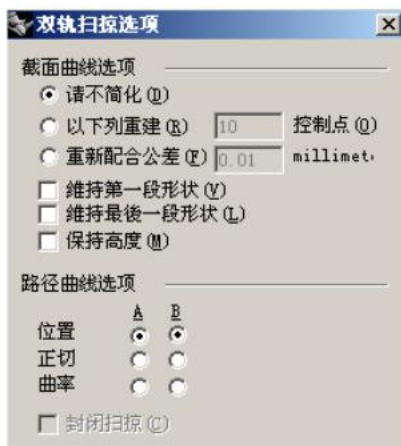 双轨扫掠选项
截面曲线选项
请不简化(D)
以下列重建(R) 10 控制点(O)
重新配合公差(F) 0.01 millimet
维持第一段形状(V)
维持最後一段形状(L)
保持高度(M)
路径曲线选项
A B
位置
正切
曲率
封闭扫掠(C)